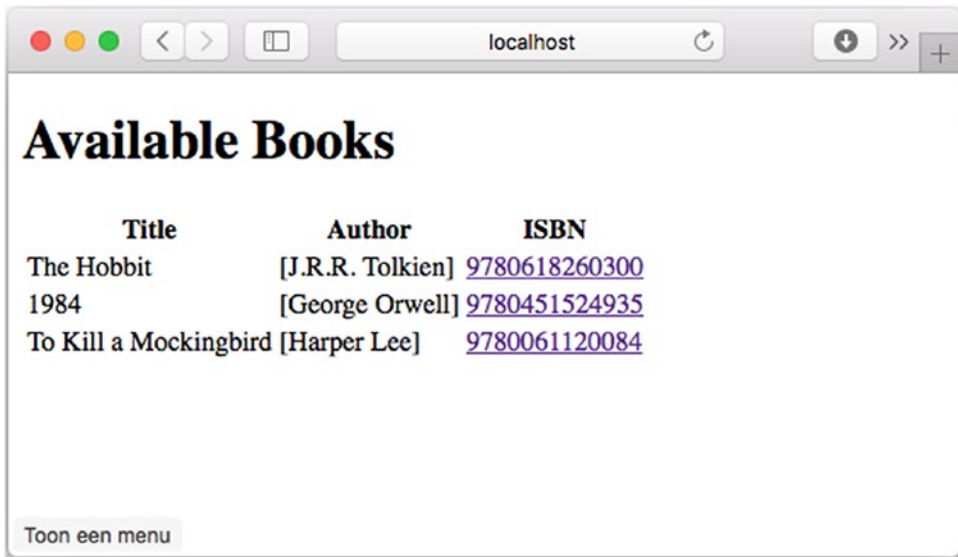 localhost
Available Books
Title Author ISBN
The Hobbit [J.R.R. Tolkien] 9780618260300
1984 [George Orwell] 9780451524935
To Kill a Mockingbird [Harper Lee] 9780061120084
Toon een menu